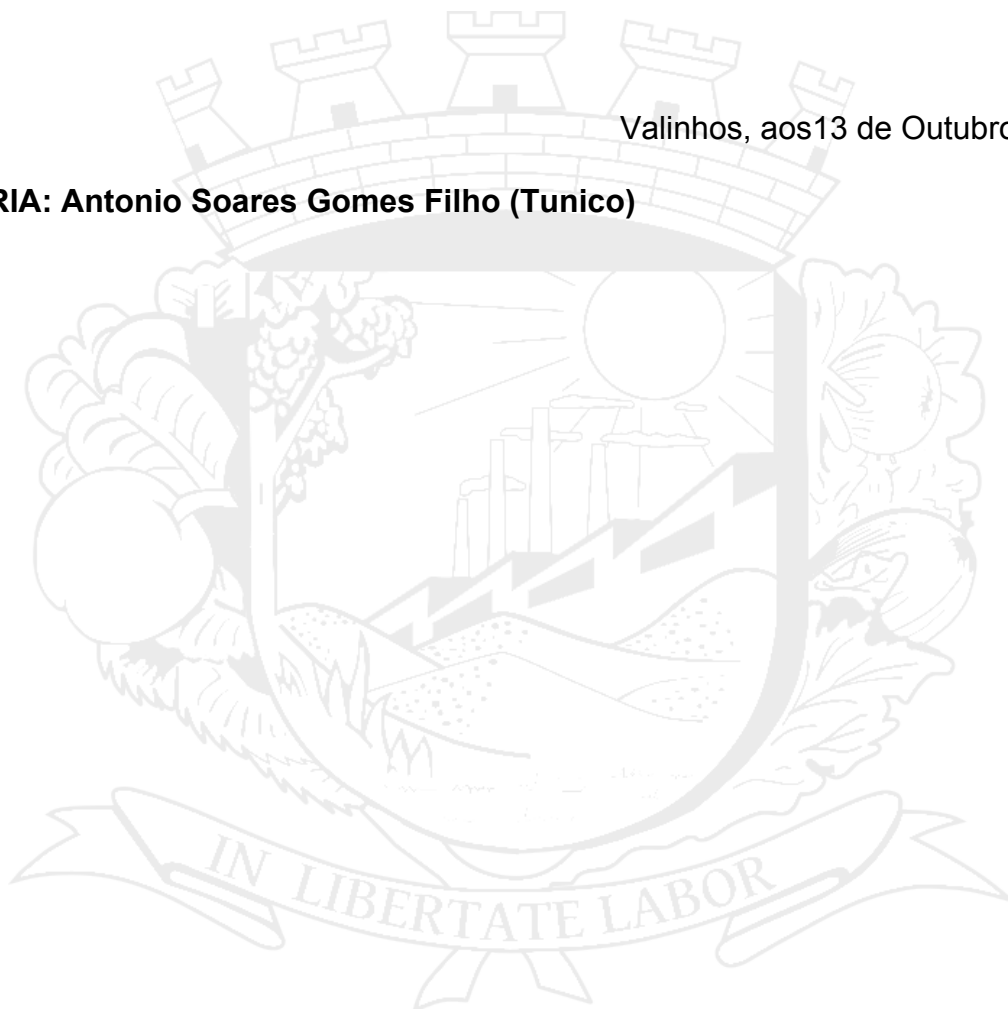 Valinhos, aos13 de Outubro
RIA: Antonio Soares Gomes Filho (Tunico)
IN LIBERTATE LABOR